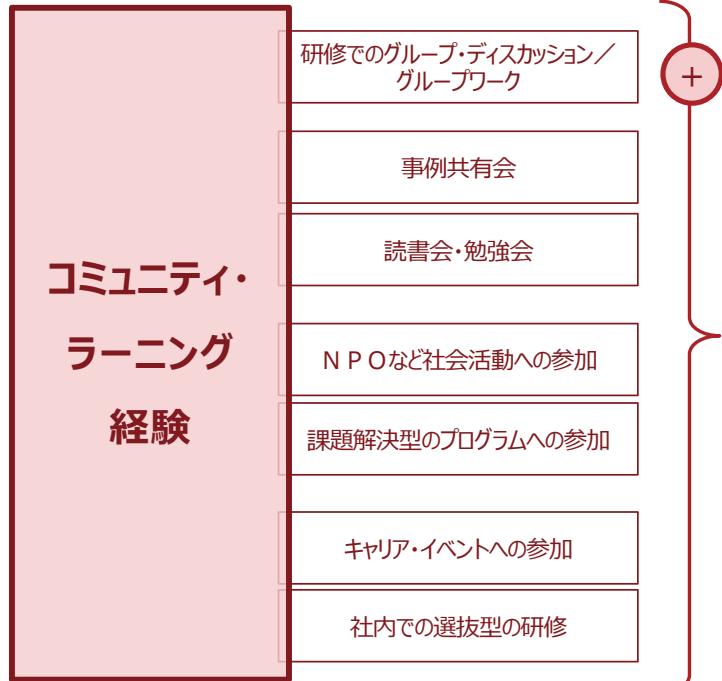 コミュニティ・
ラーニング
経験
研修でのグループ・ディスカッション／
グループワーク
事例共有会
読書会・勉強会
ＮＰＯなど社会活動への参加
課題解決型のプログラムへの参加
キャリア・イベントへの参加
社内での選抜型の研修
＋